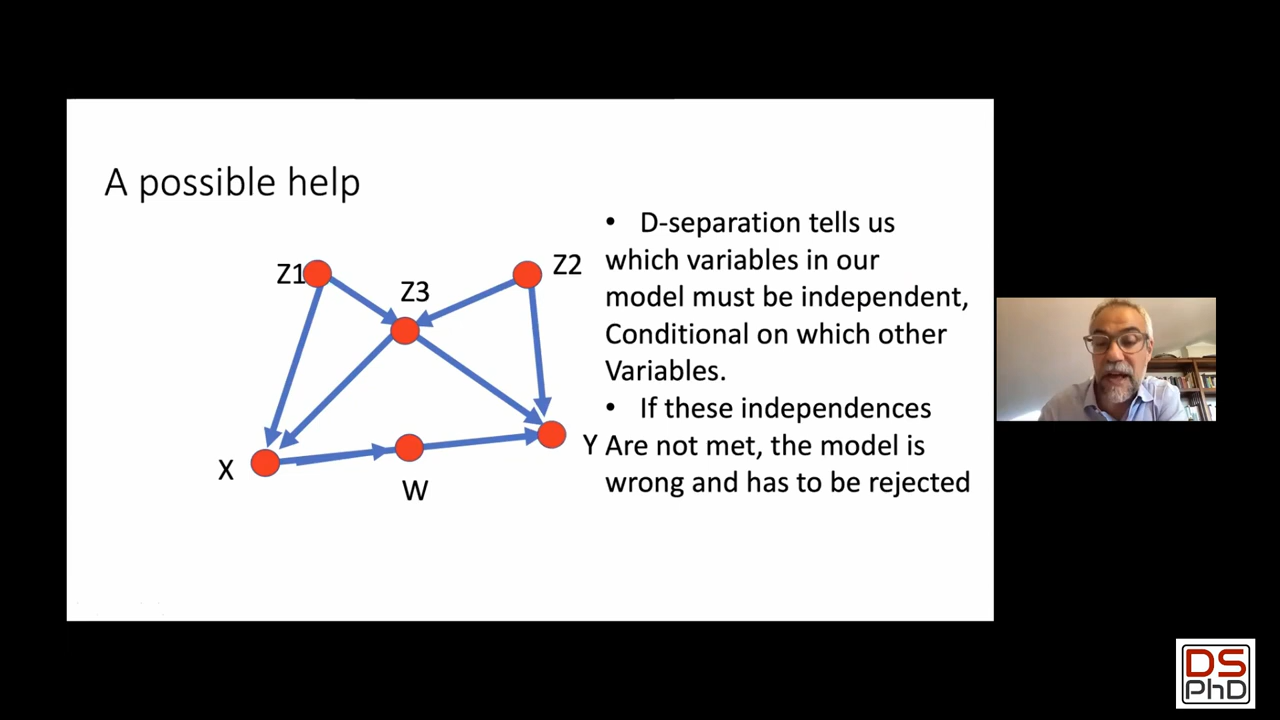 A possible help
Z1
Z2
Z3
X
W
Y
• D-separation tells us
which variables in our
model must be independent,
Conditional on which other
Variables.
• If these independences
Are not met, the model is
wrong and has to be rejected
DS
PhD